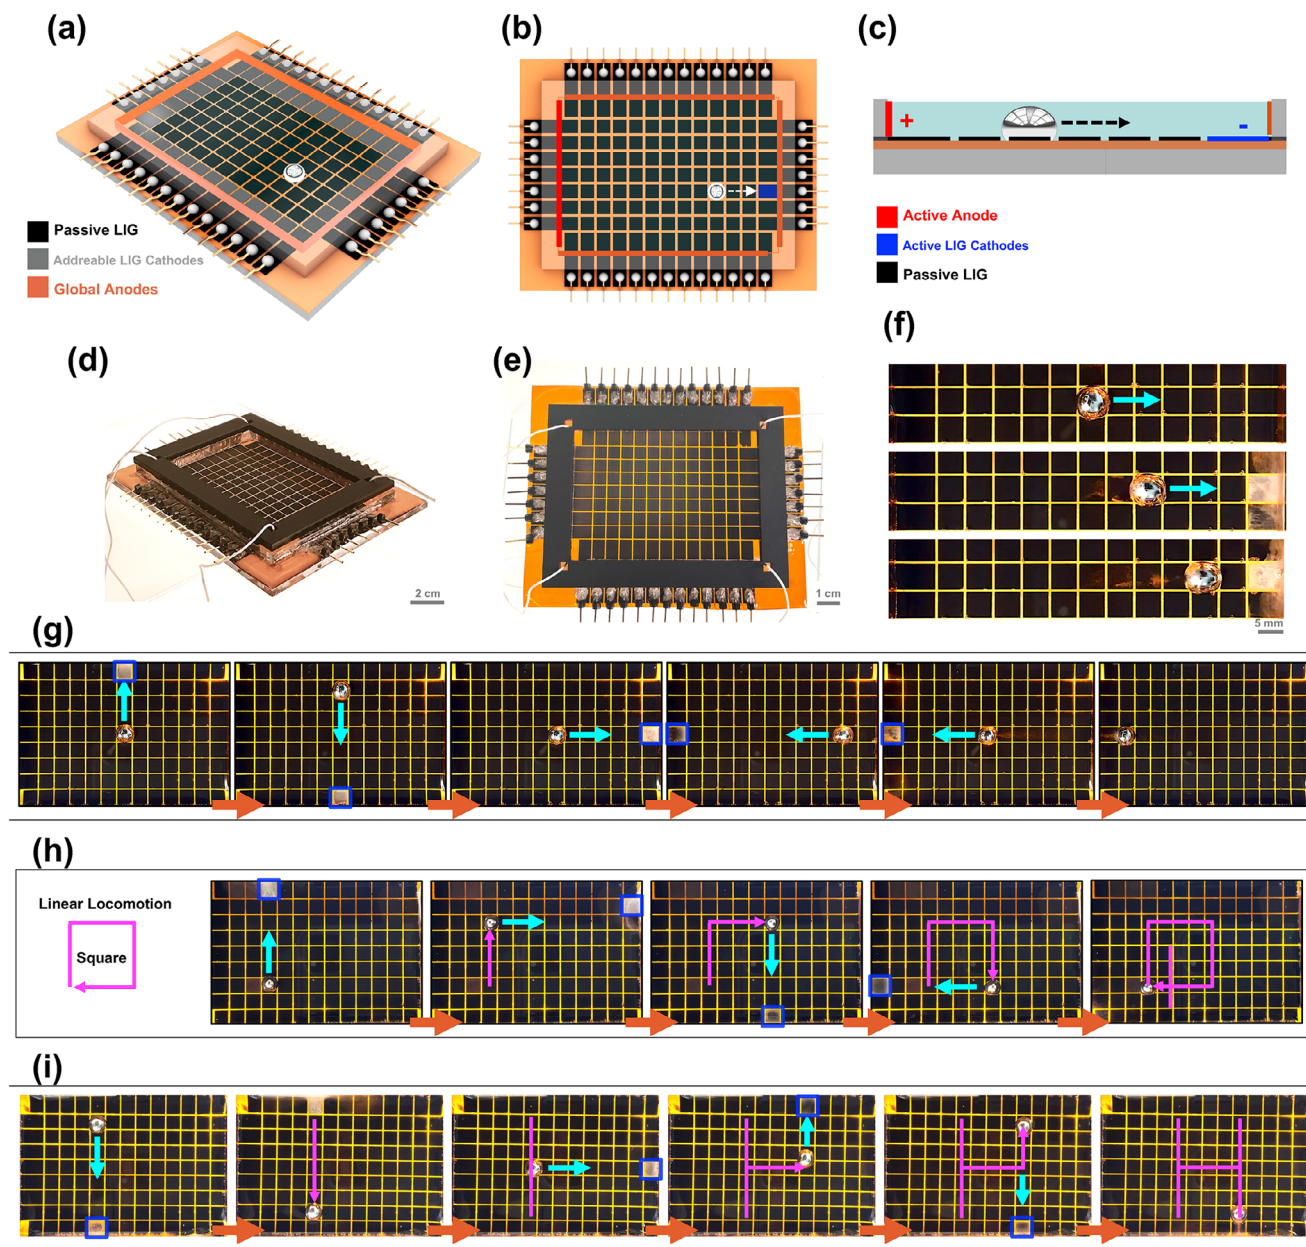 (a)
(b)
(c)
+
-
Passive LIG
Addreable LIG Cathodes
Global Anodes
Active Anode
Active LIG Cathodes
Passive LIG
(d)
(e)
(f)
2 cm
1 cm
5 mm
(g)
(h)
Linear Locomotion
Square
(i)